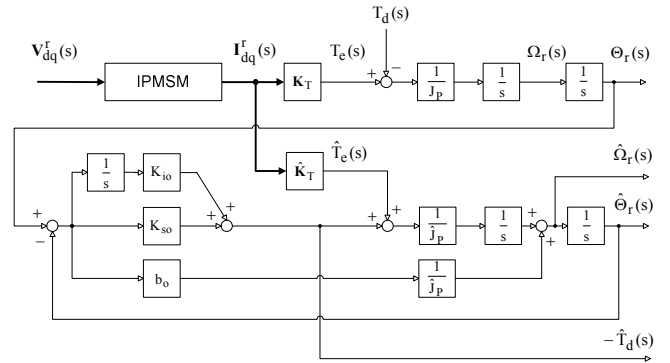 T_d(s)
V^r_dq(s) I^r_dq(s) T_e(s) Ω_r(s) Θ_r(s)
IPMSM K_T + − 1/J_P 1/s 1/s
T̂_e(s) Ω̂_r(s)
1/s K_io K̂_T
+ + + + Θ̂_r(s)
+ − K_so + 1/Ĵ_P 1/s + + 1/s
b_o 1/Ĵ_P
−T̂_d(s)